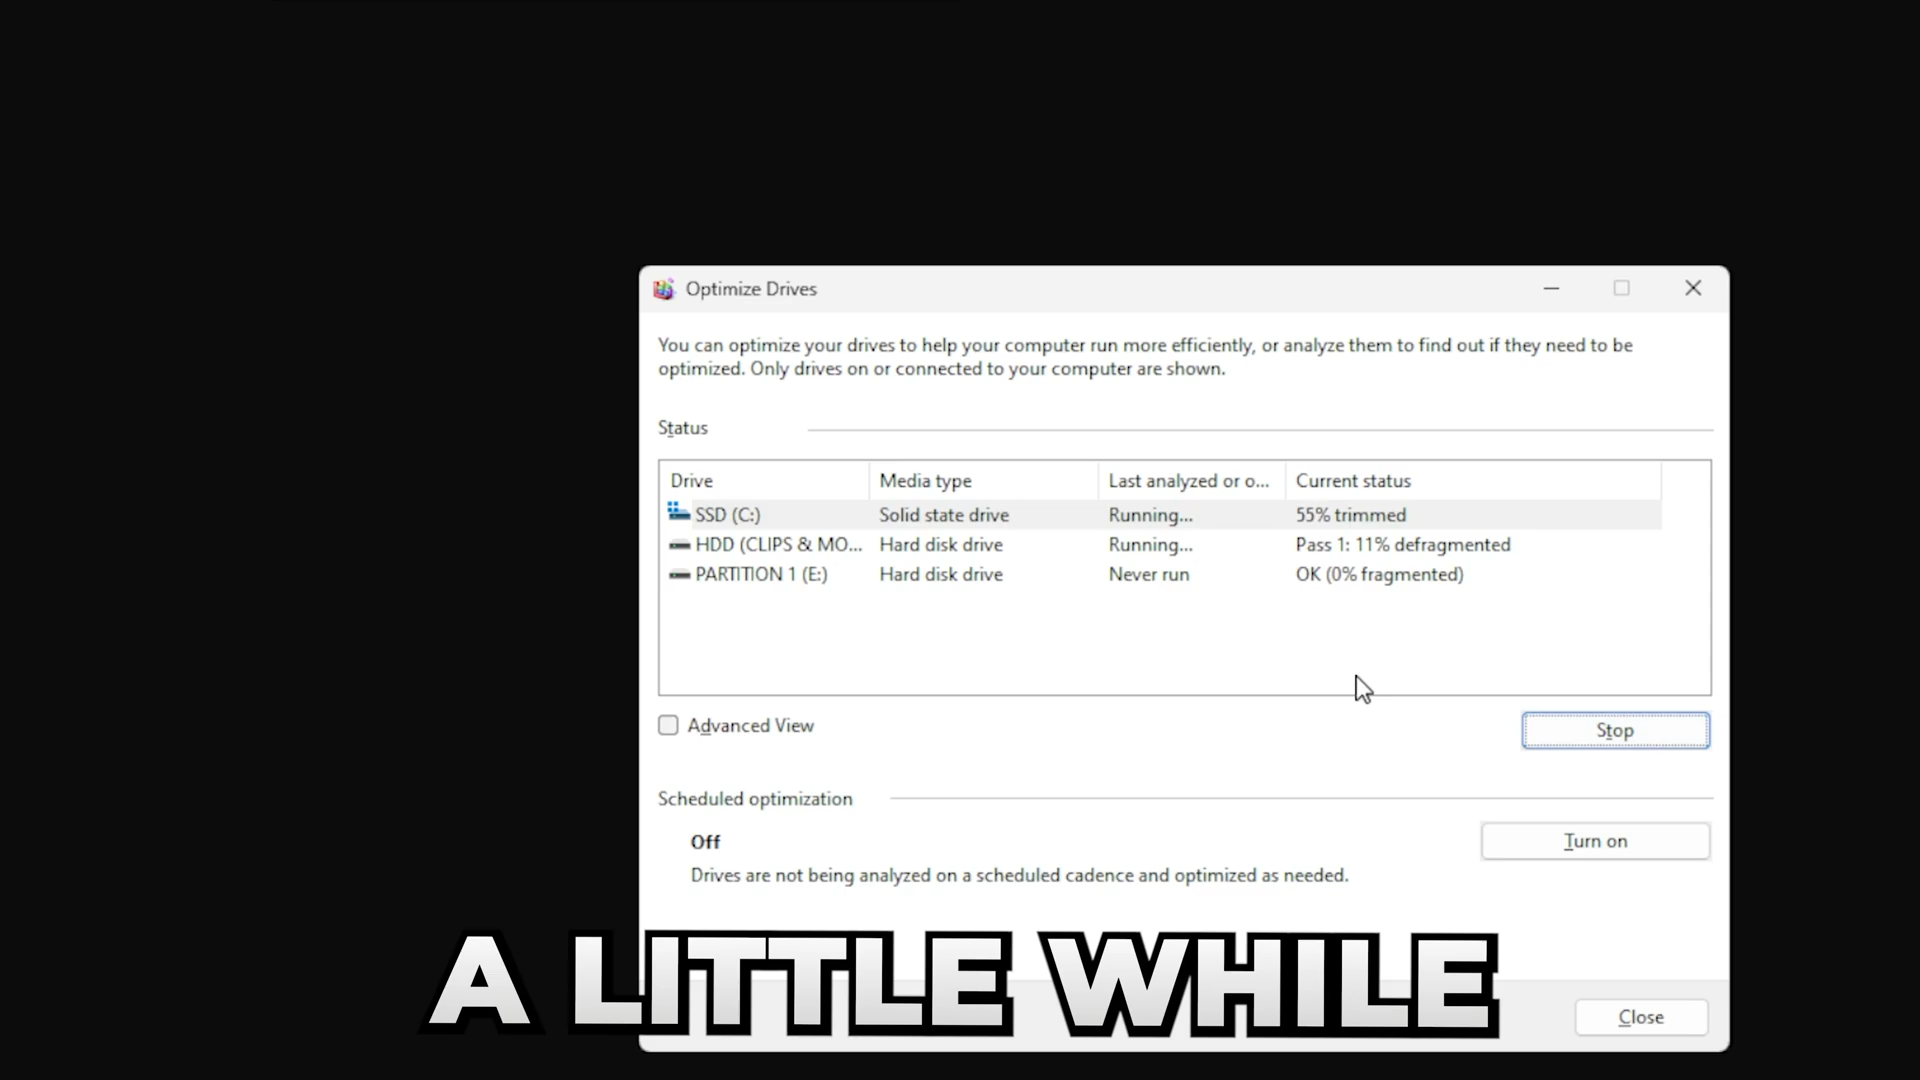 Optimize Drives
You can optimize your drives to help your computer run more efficiently, or analyze them to find out if they need to be
optimized. Only drives on or connected to your computer are shown.
Status
Drive Media type Last analyzed or o... Current status
SSD (C:) Solid state drive Running... 55% trimmed
HDD (CLIPS & MO... Hard disk drive Running... Pass 1: 11% defragmented
PARTITION 1 (E:) Hard disk drive Never run OK (0% fragmented)
Advanced View Stop
Scheduled optimization
Off Turn on
Drives are not being analyzed on a scheduled cadence and optimized as needed.
A LITTLE WHILE
Close